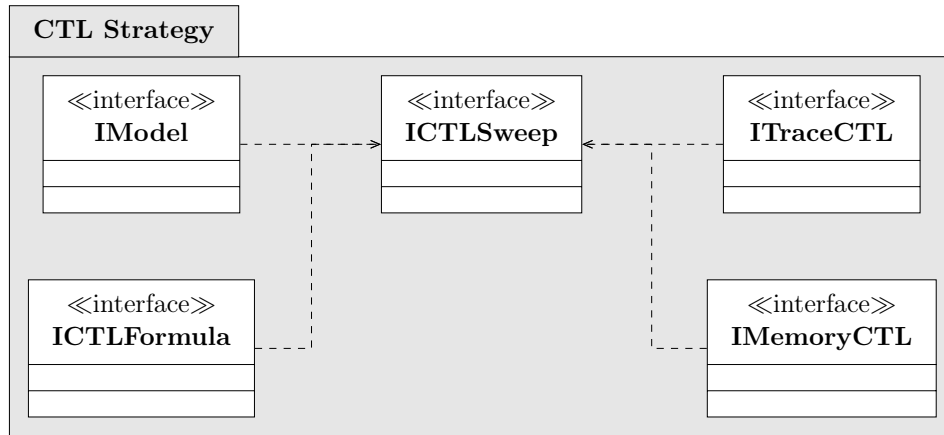 CTL Strategy
≪interface≫
IModel
≪interface≫
ICTLSweep
≪interface≫
ITraceCTL
≪interface≫
ICTLFormula
≪interface≫
IMemoryCTL